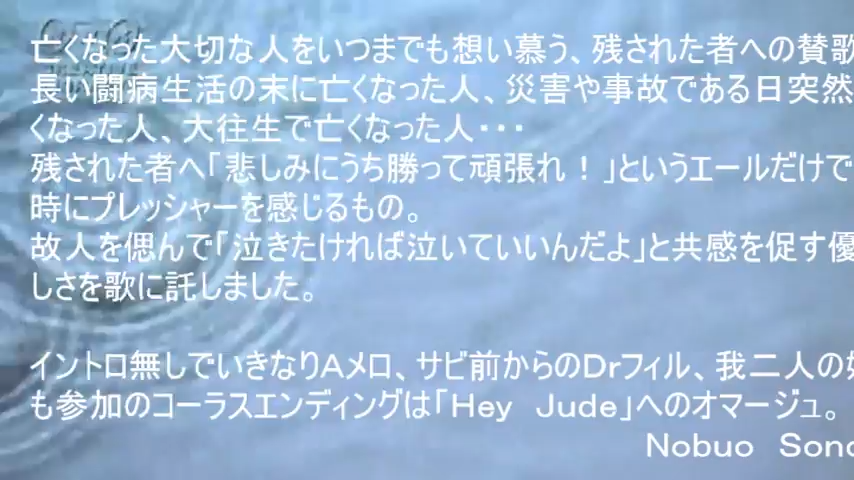 亡くなった大切な人をいつまでも想い慕う、残された者への賛歌
長い闘病生活の末に亡くなった人、災害や事故である日突然
くなった人、大往生で亡くなった人・・・
残された者へ「悲しみにうち勝って頑張れ！」というエールだけで
時にプレッシャーを感じるもの。
故人を偲んで「泣きたければ泣いていいんだよ」と共感を促す優
しさを歌に託しました。
イントロ無しでいきなりAメロ、サビ前からのDrフィル、我二人の
も参加のコーラスエンディングは「Hey Jude」へのオマージュ。
Nobuo